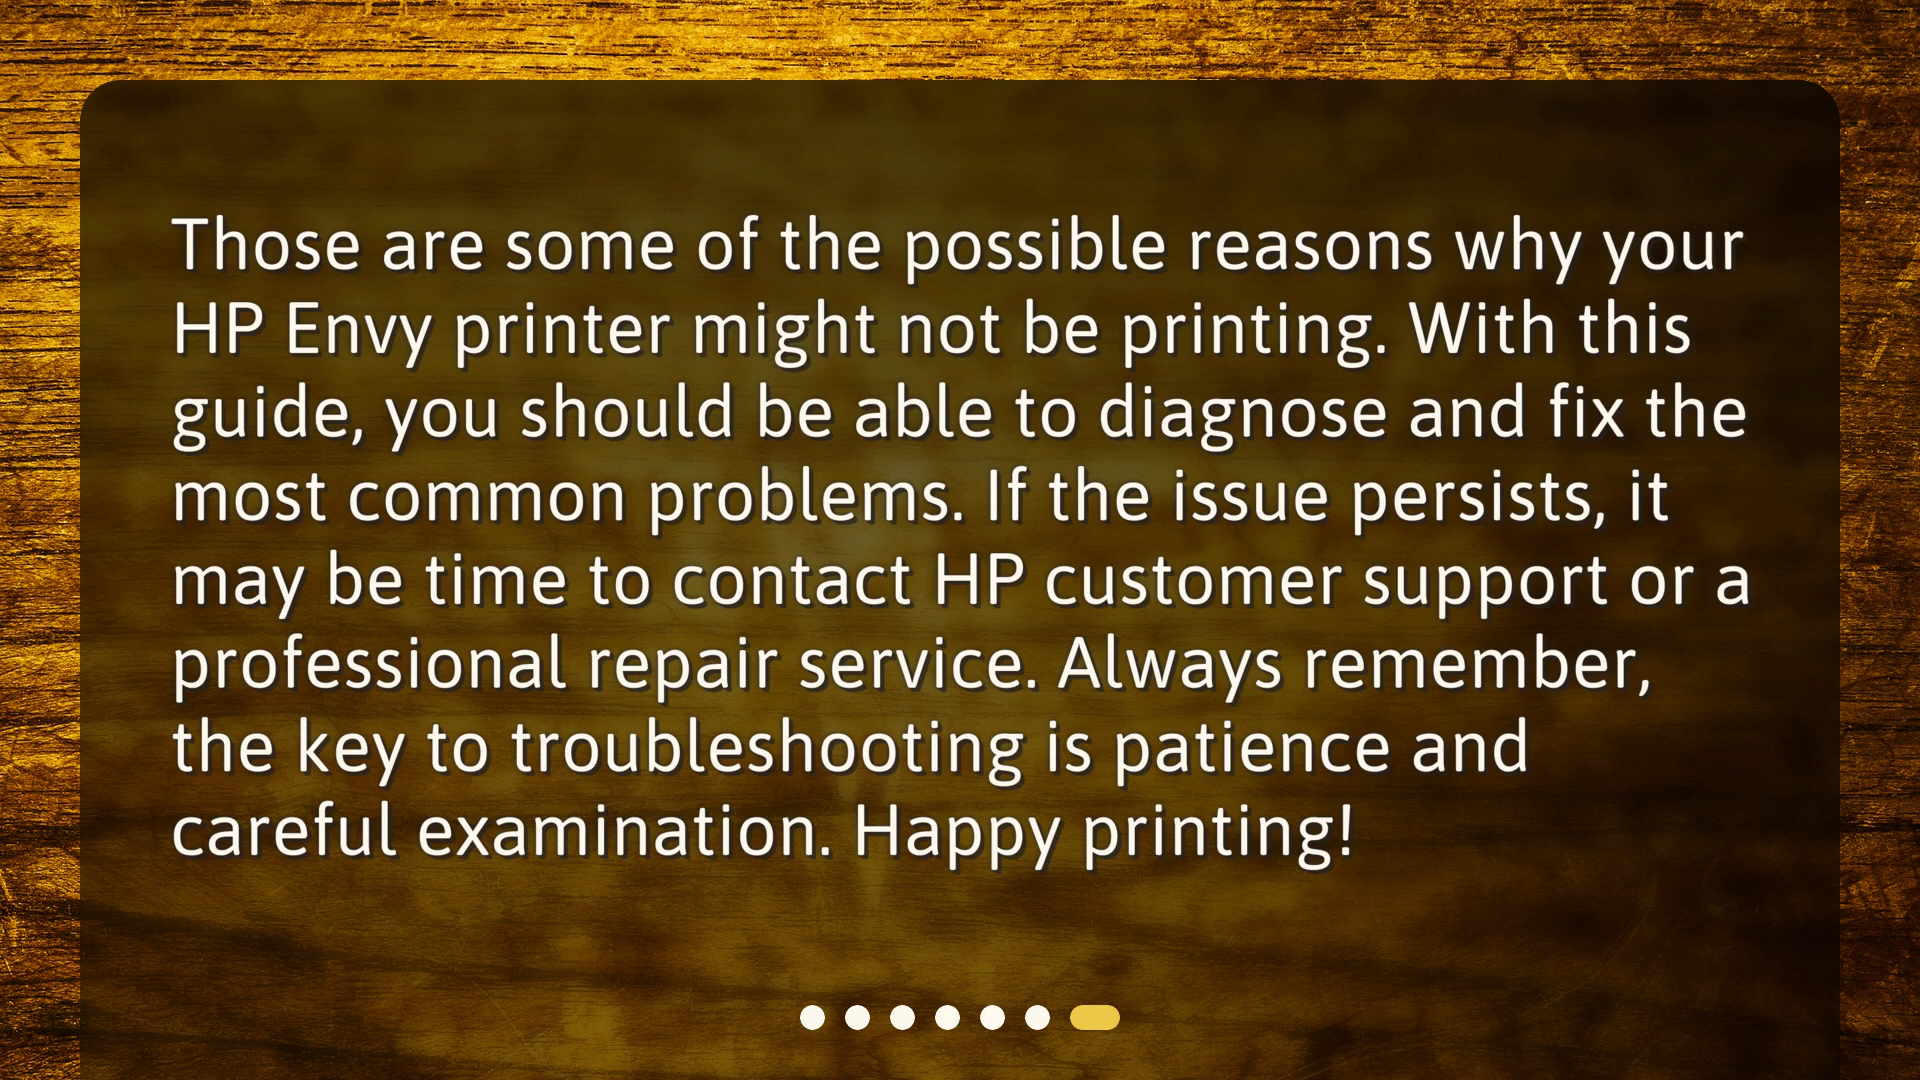 Those are some of the possible reasons why your
HP Envy printer might not be printing. With this
guide, you should be able to diagnose and fix the
most common problems. If the issue persists, it
may be time to contact HP customer support or a
professional repair service. Always remember,
the key to troubleshooting is patience and
careful examination. Happy printing!